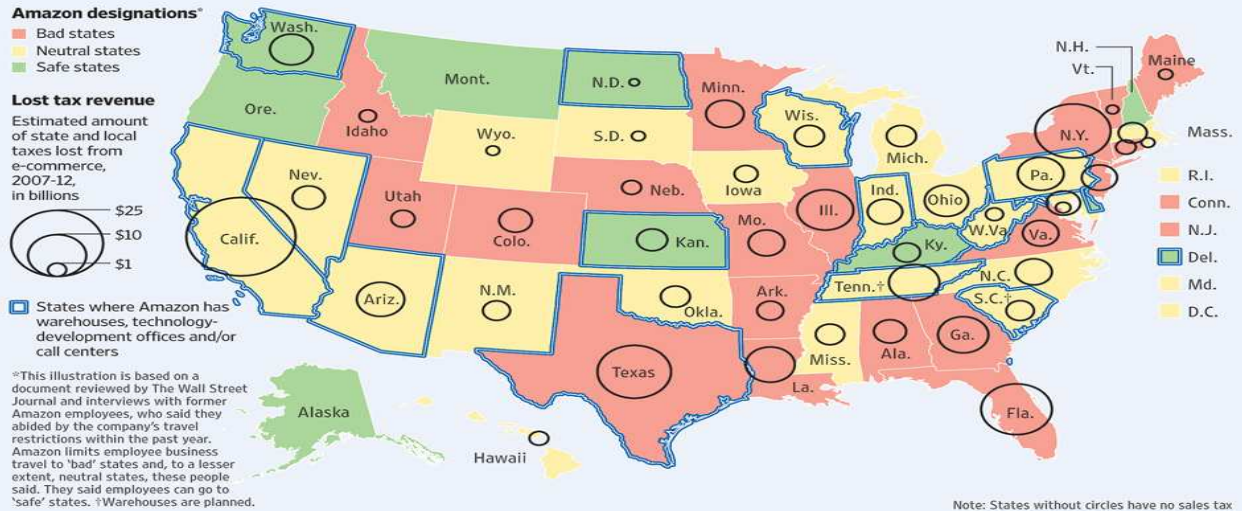 Amazon designations*
Bad states
Neutral states
Safe states
Lost tax revenue
Estimated amount
of state and local
taxes lost from
e-commerce,
2007-12,
in billions
$25
$10
$1
States where Amazon has
warehouses, technology-
development offices and/or
call centers
*This illustration is based on a
document reviewed by The Wall Street
Journal and interviews with former
Amazon employees, who said they
abided by the company's travel
restrictions within the past year.
Amazon limits employee business
travel to 'bad' states and, to a lesser
extent, neutral states, these people
said. They said employees can go to
'safe' states. †Warehouses are planned.
Wash.
Ore.
Calif.
Nev.
Idaho
Mont.
Wyo.
Utah
Colo.
Ariz.
N.M.
N.D.
S.D.
Neb.
Kan.
Okla.
Texas
Minn.
Iowa
Mo.
Ark.
La.
Wis.
Ill.
Mich.
Ind.
Ohio
Ky.
Tenn.†
Miss.
Ala.
Ga.
Fla.
S.C.†
N.C.
Va.
W.Va.
Pa.
N.Y.
Vt.
N.H.
Maine
Mass.
R.I.
Conn.
N.J.
Del.
Md.
D.C.
Alaska
Hawaii
Note: States without circles have no sales tax